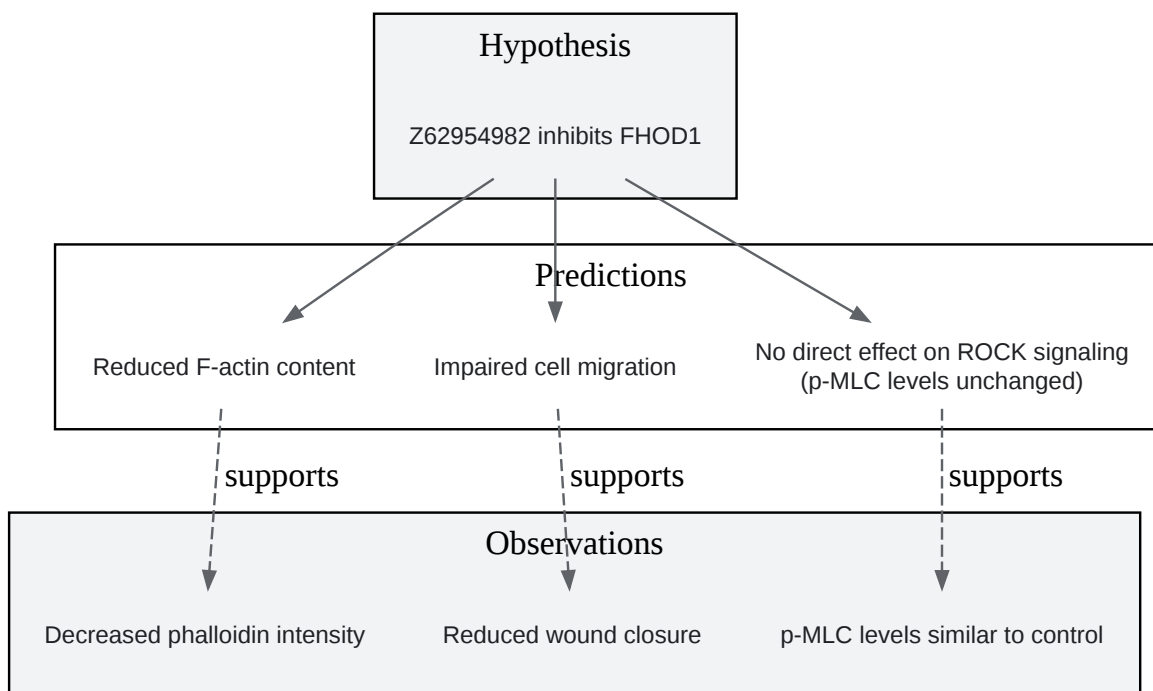 Hypothesis
Z62954982 inhibits FHOD1
Predictions
Reduced F-actin content
Impaired cell migration
No direct effect on ROCK signaling
(p-MLC levels unchanged)
supports
supports
supports
Observations
Decreased phalloidin intensity
Reduced wound closure
p-MLC levels similar to control